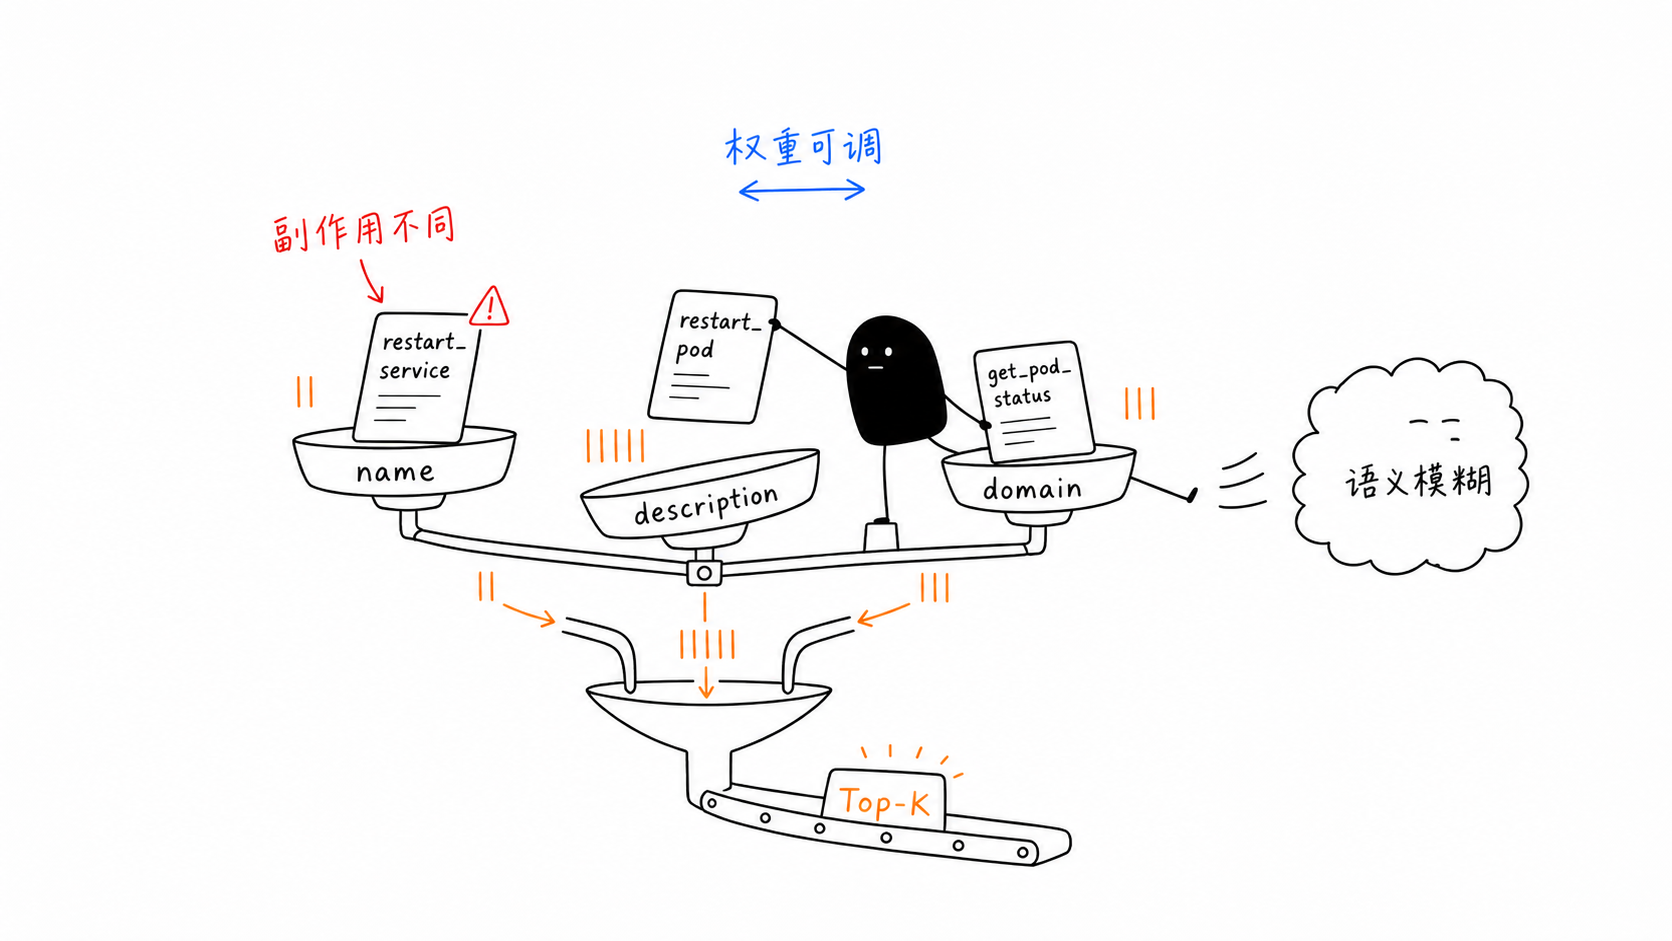 权重可调
副作用不同
restart_
service
restart_
pod
get_pod_
status
name
description
domain
语义模糊
Top-K